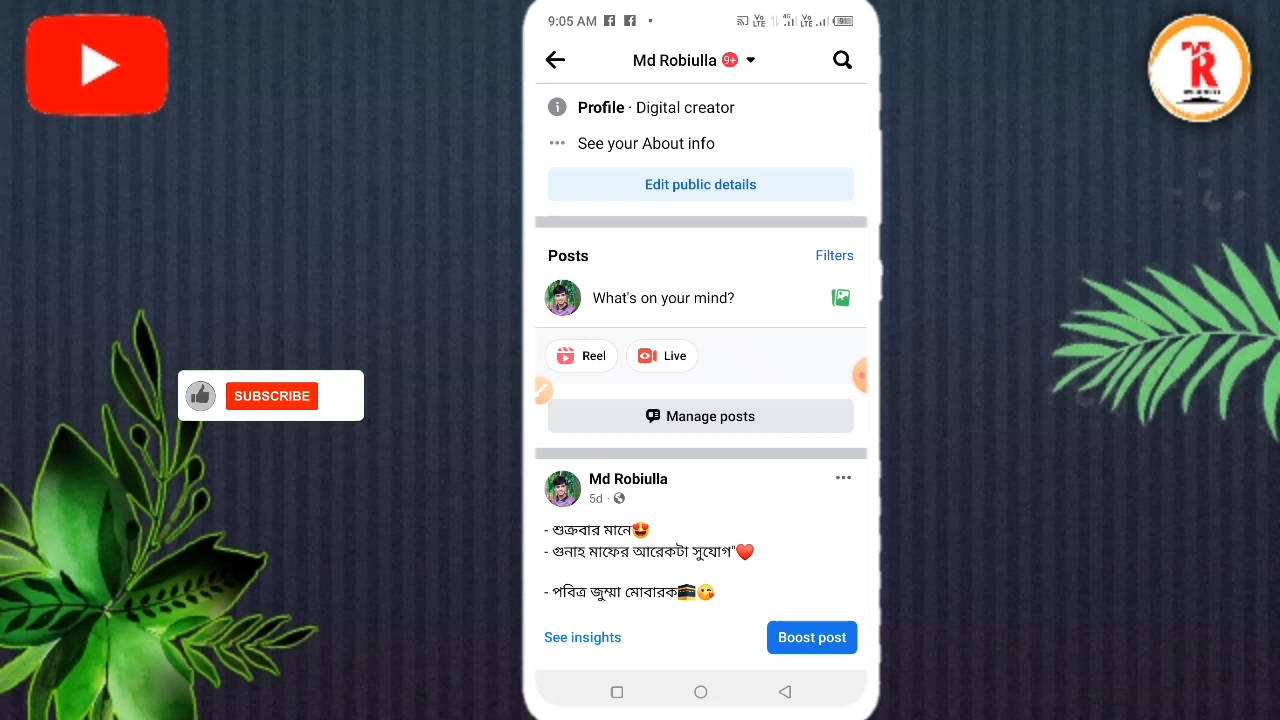 9:05 AM
Md Robiulla 9+
Profile · Digital creator
See your About info
Edit public details
Posts
Filters
What's on your mind?
Reel
Live
SUBSCRIBE
Manage posts
Md Robiulla
5d ·
- শুক্রবার মানে😍
- গুনাহ মাফের আরেকটা সুযোগ"❤️
- পবিত্র জুম্মা মোবারক🕋😋
See insights
Boost post